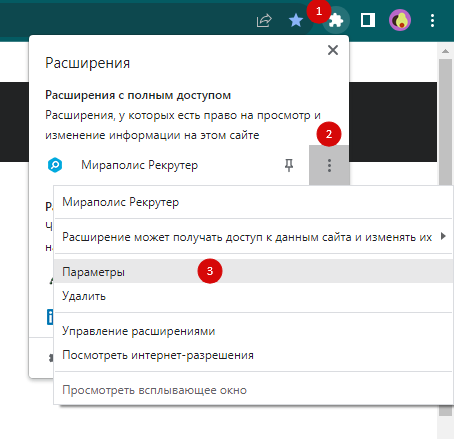 1
Расширения
Расширения с полным доступом
Расширения, у которых есть право на просмотр и
изменение информации на этом сайте
2
Мираполис Рекрутер
Мираполис Рекрутер
Расширение может получать доступ к данным сайта и изменять их
Параметры
3
Удалить
Управление расширениями
Посмотреть интернет-разрешения
Просмотреть всплывающее окно